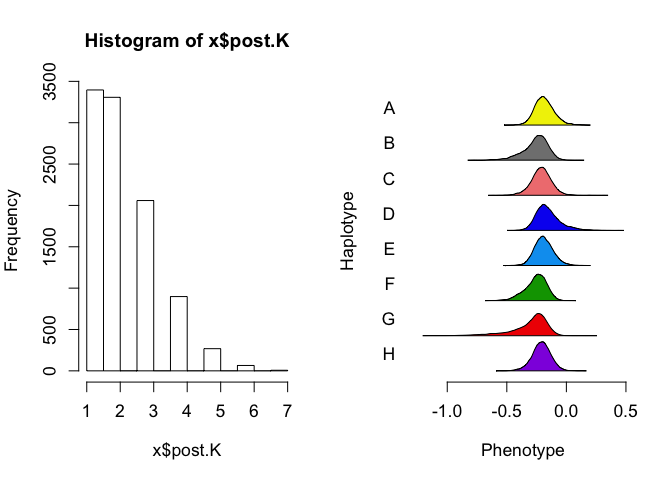 Histogram of x$post.K
Frequency
0
500
1500
2500
3500
1 2 3 4 5 6 7
x$post.K
Haplotype
A
B
C
D
E
F
G
H
-1.0 -0.5 0.0 0.5
Phenotype